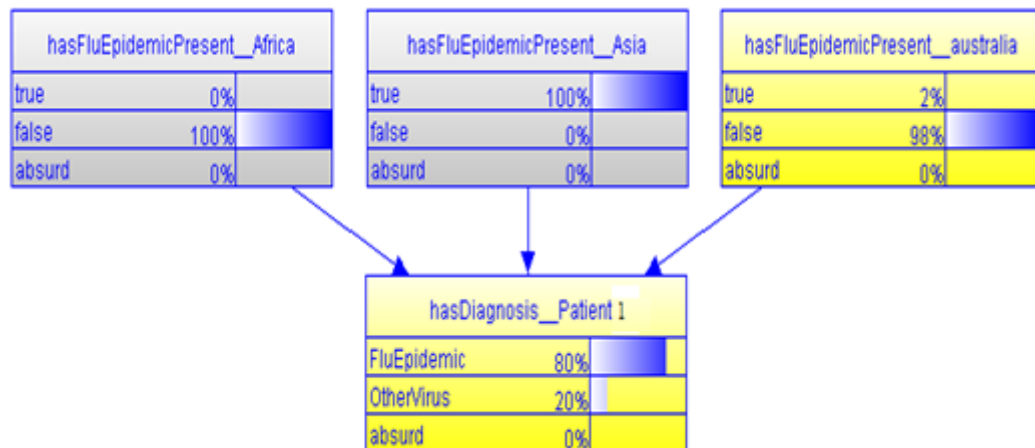 hasFluEpidemicPresent__Africa
true 0%
false 100%
absurd 0%
hasFluEpidemicPresent__Asia
true 100%
false 0%
absurd 0%
hasFluEpidemicPresent__australia
true 2%
false 98%
absurd 0%
hasDiagnosis__Patient 1
FluEpidemic 80%
OtherVirus 20%
absurd 0%